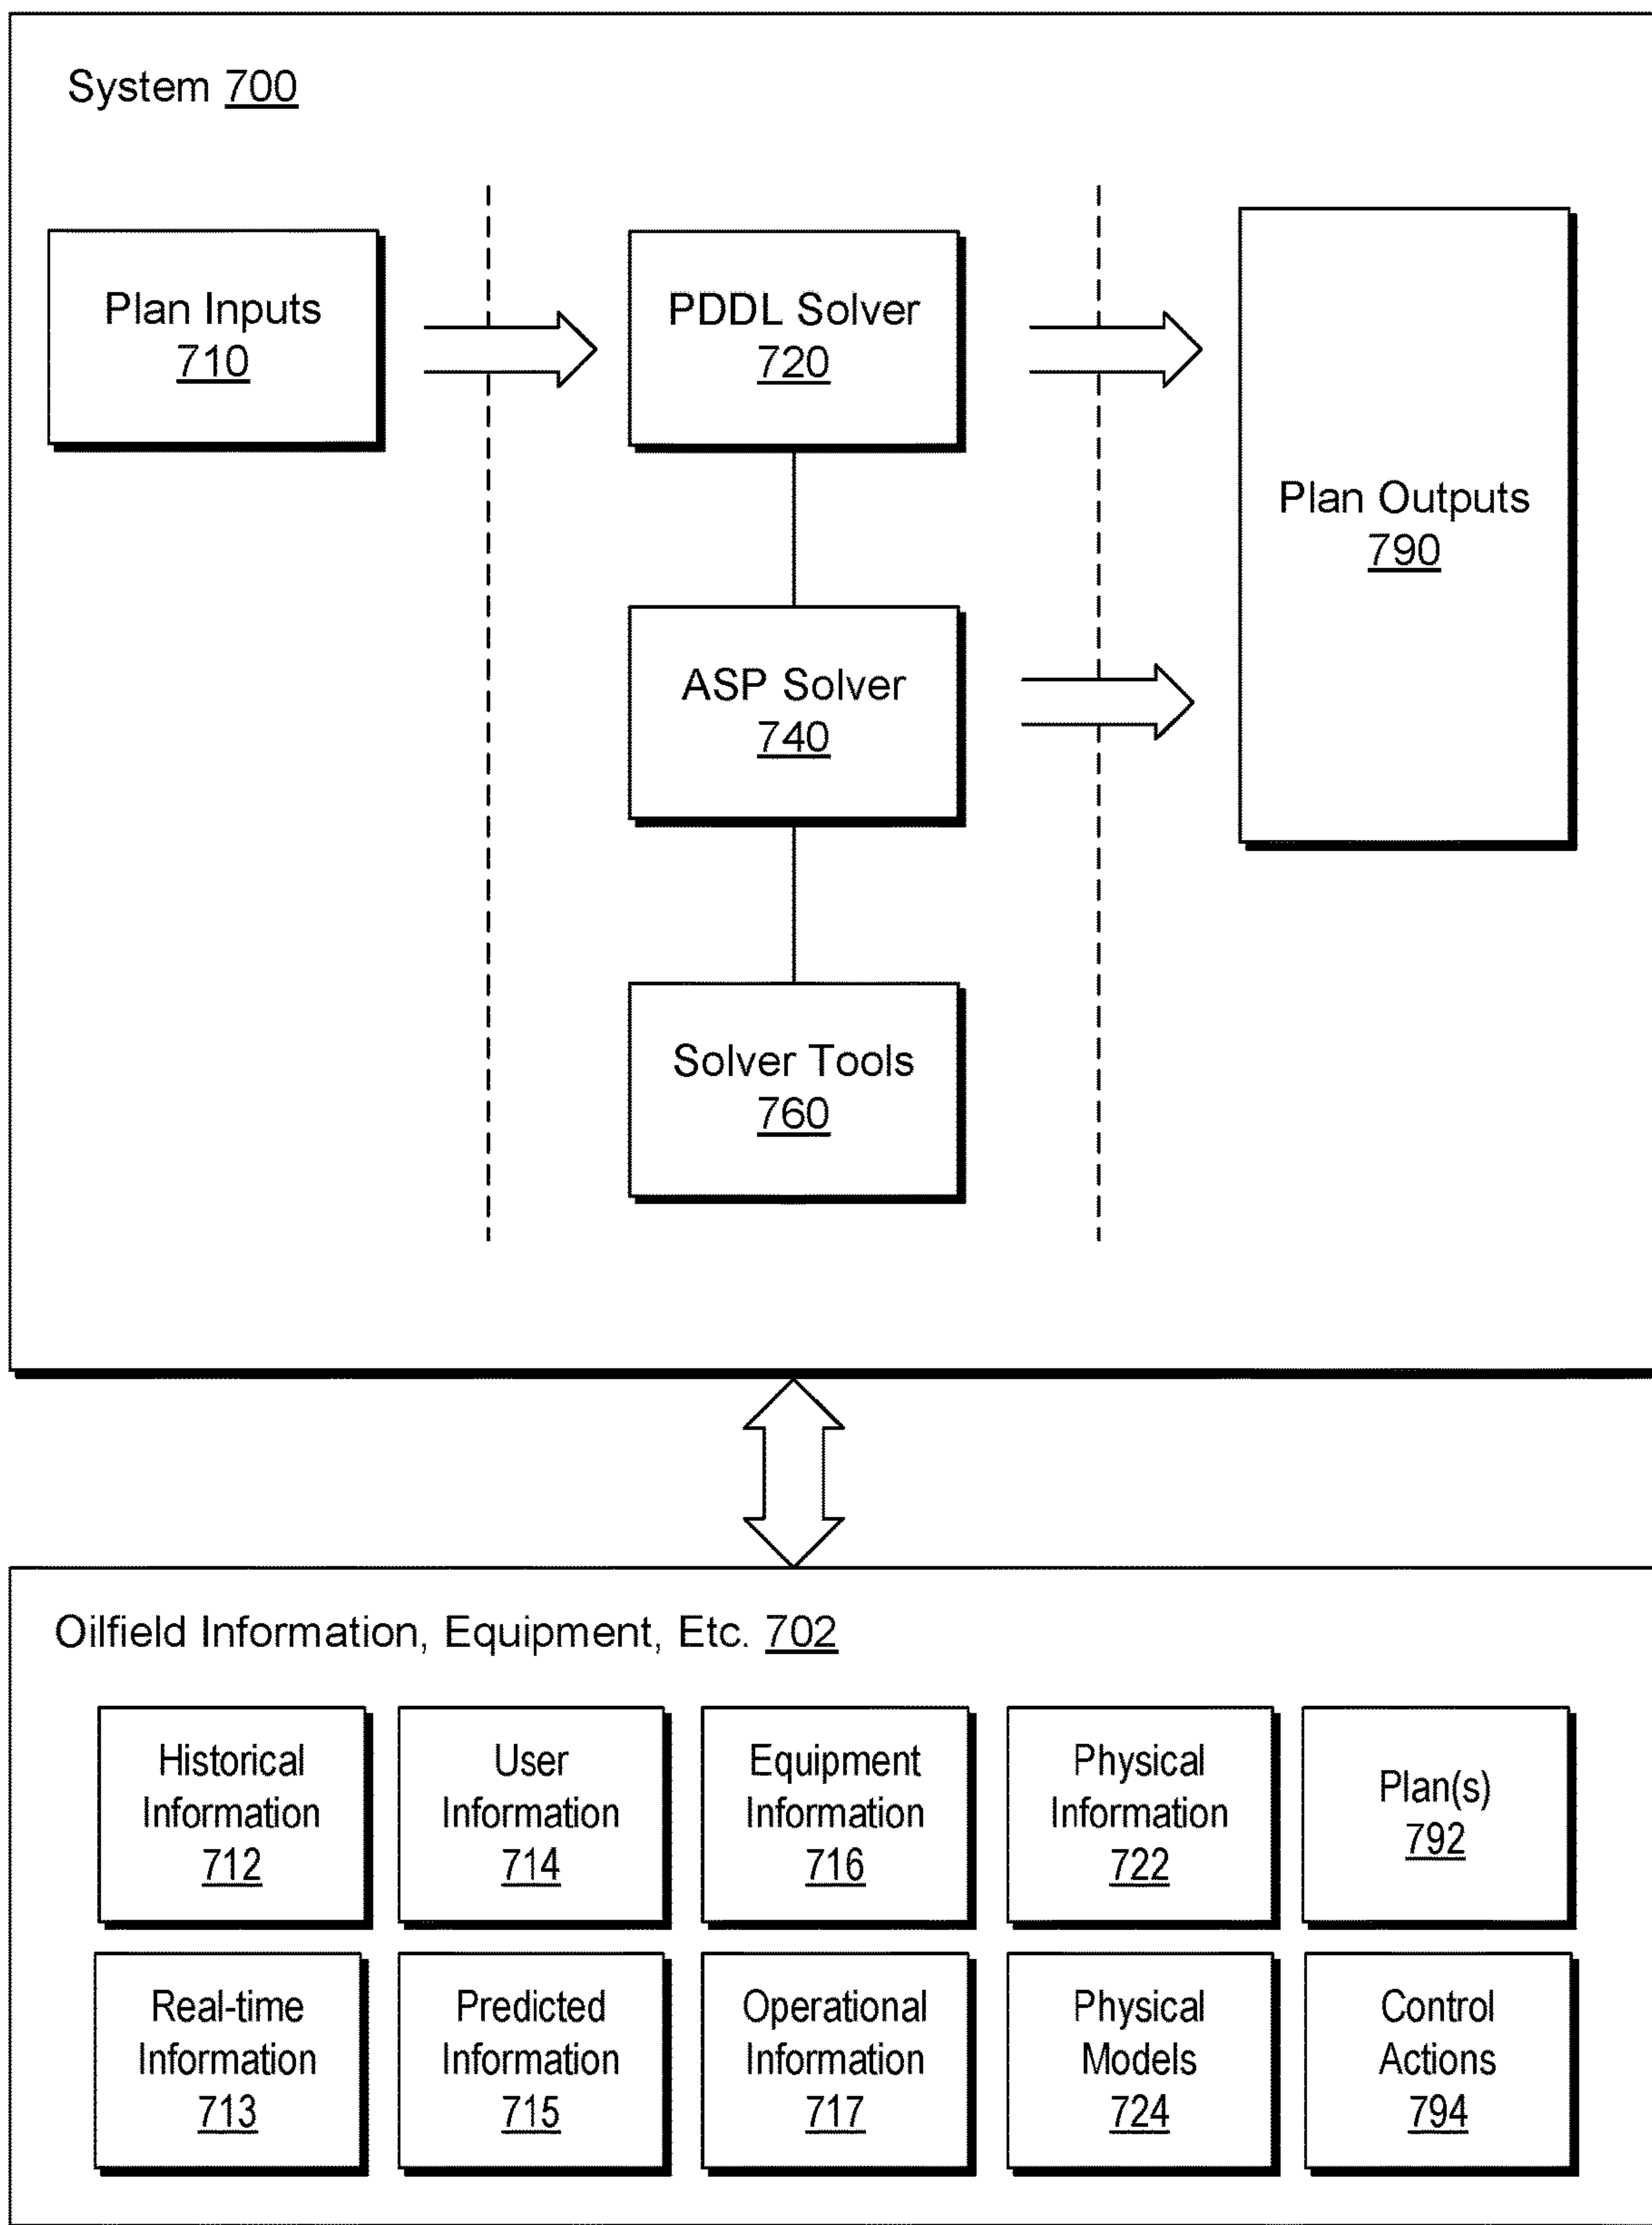 System 700
Plan Inputs
710
PDDL Solver
720
Plan Outputs
790
ASP Solver
740
Solver Tools
760
Oilfield Information, Equipment, Etc. 702
Historical
Information
712
User
Information
714
Equipment
Information
716
Physical
Information
722
Plan(s)
792
Real-time
Information
713
Predicted
Information
715
Operational
Information
717
Physical
Models
724
Control
Actions
794